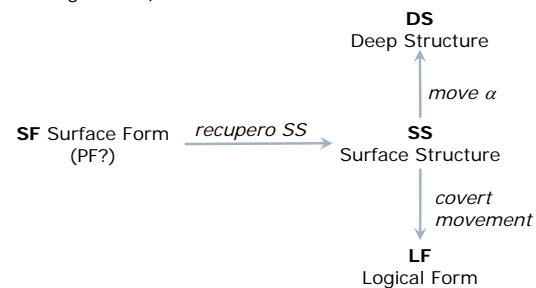 DS
Deep Structure
move α
SF Surface Form
(PF?)
recupero SS
SS
Surface Structure
covert
movement
LF
Logical Form